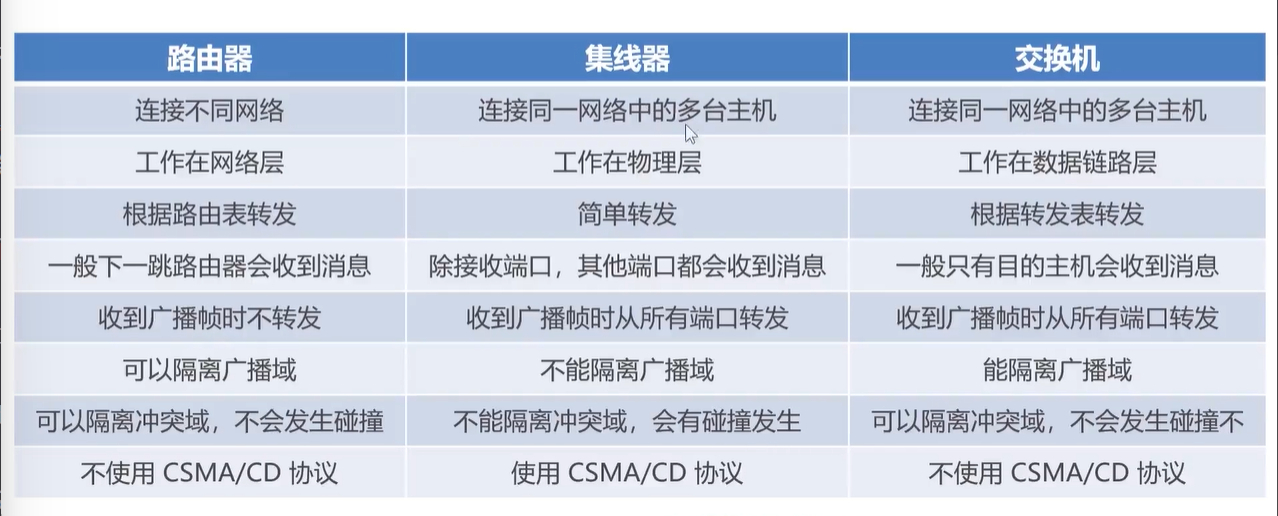 路由器 集线器 交换机
连接不同网络 连接同一网络中的多台主机 连接同一网络中的多台主机
工作在网络层 工作在物理层 工作在数据链路层
根据路由表转发 简单转发 根据转发表转发
一般下一跳路由器会收到消息 除接收端口，其他端口都会收到消息 一般只有目的主机会收到消息
收到广播帧时不转发 收到广播帧时从所有端口转发 收到广播帧时从所有端口转发
可以隔离广播域 不能隔离广播域 能隔离广播域
可以隔离冲突域，不会发生碰撞 不能隔离冲突域，会有碰撞发生 可以隔离冲突域，不会发生碰撞不
不使用 CSMA/CD 协议 使用 CSMA/CD 协议 不使用 CSMA/CD 协议